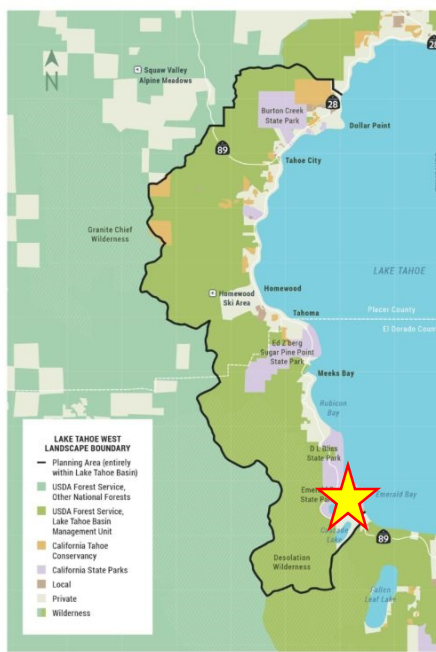 28
N
Squaw Valley
Alpine Meadows
Burton Creek
State Park
28
Dollar Point
89
Tahoe City
Granite Chief
Wilderness
LAKE TAHOE
Homewood
Homewood
Ski Area
Tahoma
Placer County
El Dorado
Ed Z'berg
Sugar Pine Point
State Park
Meeks Bay
Rubicon
Bay
LAKE TAHOE WEST
LANDSCAPE BOUNDARY
Planning Area (entirely
within Lake Tahoe Basin)
USDA Forest Service,
Other National Forests
USDA Forest Service,
Lake Tahoe Basin
Management Unit
California Tahoe
Conservancy
California State Parks
Local
Private
Wilderness
D L Bliss
State Park
Emerald Bay
State
89
Lake
Desolation
Wilderness
Fallen
Leaf Lake